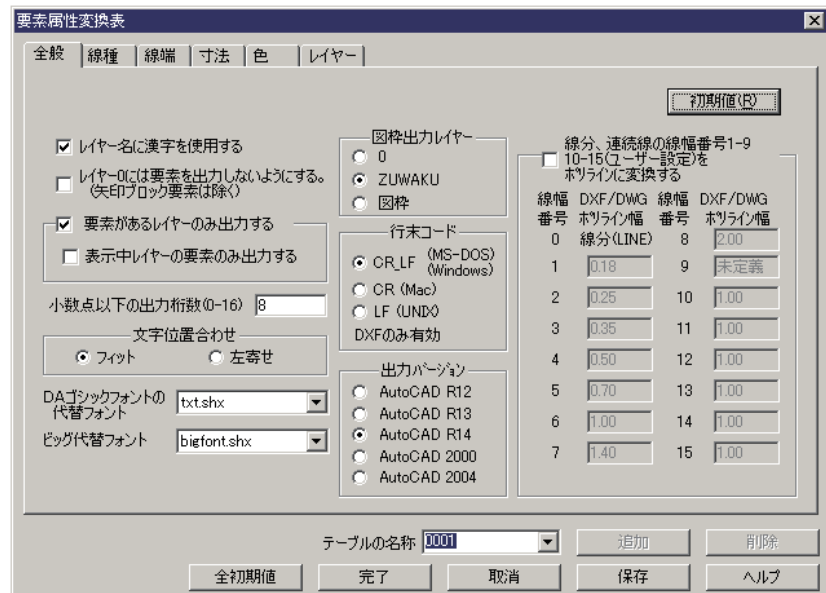 要素属性変換表
全般 線種 線端 寸法 色 レイヤー
初期値(R)
レイヤー名に漢字を使用する
レイヤー0には要素を出力しないようにする。
(矢印ブロック要素は除く)
要素があるレイヤーのみ出力する
表示中レイヤーの要素のみ出力する
小数点以下の出力桁数(0-16) 8
文字位置合わせ
フィット 左寄せ
DAゴシックフォントの
代替フォント txt.shx
ビッグ代替フォント bigfont.shx
図枠出力レイヤー
0
ZUWAKU
図枠
行末コード
CR_LF (MS-DOS)
(Windows)
CR (Mac)
LF (UNIX)
DXFのみ有効
出力バージョン
AutoCAD R12
AutoCAD R13
AutoCAD R14
AutoCAD 2000
AutoCAD 2004
線分、連続線の線幅番号1-9
10-15(ユーザー設定)を
ポリラインに変換する
線幅 DXF/DWG 線幅 DXF/DWG
番号 ポリライン幅 番号 ポリライン幅
0 線分(LINE) 8 2.00
1 0.18 9 未定義
2 0.25 10 1.00
3 0.35 11 1.00
4 0.50 12 1.00
5 0.70 13 1.00
6 1.00 14 1.00
7 1.40 15 1.00
テーブルの名称 0001 追加 削除
全初期値 完了 取消 保存 ヘルプ